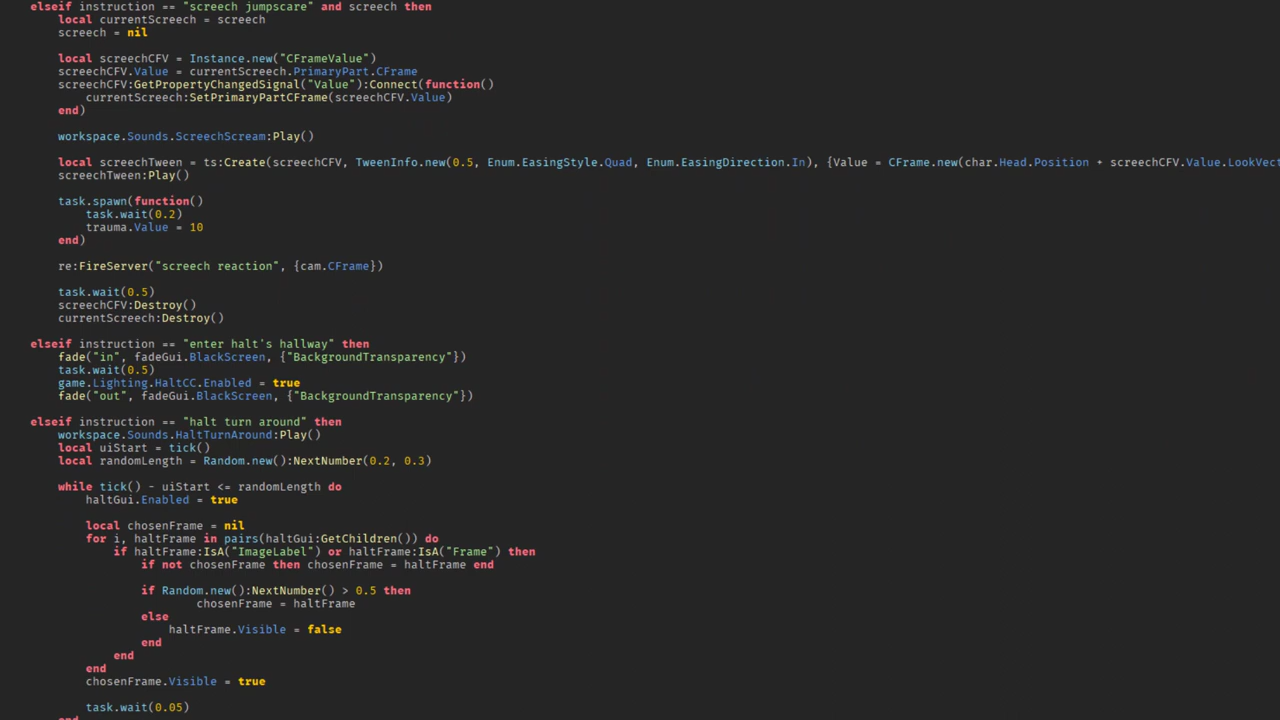 elseif instruction == "screech jumpscare" and screech then
local currentScreech = screech
screech = nil
local screechCFV = Instance.new("CFrameValue")
screechCFV.Value = currentScreech.PrimaryPart.CFrame
screechCFV:GetPropertyChangedSignal("Value"):Connect(function()
currentScreech:SetPrimaryPartCFrame(screechCFV.Value)
end)
workspace.Sounds.ScreechScream:Play()
local screechTween = ts:Create(screechCFV, TweenInfo.new(0.5, Enum.EasingStyle.Quad, Enum.EasingDirection.In), {Value = CFrame.new(char.Head.Position + screechCFV.Value.LookVect
screechTween:Play()
task.spawn(function()
task.wait(0.2)
trauma.Value = 10
end)
re:FireServer("screech reaction", {cam.CFrame})
task.wait(0.5)
screechCFV:Destroy()
currentScreech:Destroy()
elseif instruction == "enter halt's hallway" then
fade("in", fadeGui.BlackScreen, {"BackgroundTransparency"})
task.wait(0.5)
game.Lighting.HaltCC.Enabled = true
fade("out", fadeGui.BlackScreen, {"BackgroundTransparency"})
elseif instruction == "halt turn around" then
workspace.Sounds.HaltTurnAround:Play()
local uiStart = tick()
local randomLength = Random.new():NextNumber(0.2, 0.3)
while tick() - uiStart <= randomLength do
haltGui.Enabled = true
local chosenFrame = nil
for i, haltFrame in pairs(haltGui:GetChildren()) do
if haltFrame:IsA("ImageLabel") or haltFrame:IsA("Frame") then
if not chosenFrame then chosenFrame = haltFrame end
if Random.new():NextNumber() > 0.5 then
chosenFrame = haltFrame
else
haltFrame.Visible = false
end
end
end
chosenFrame.Visible = true
task.wait(0.05)
end